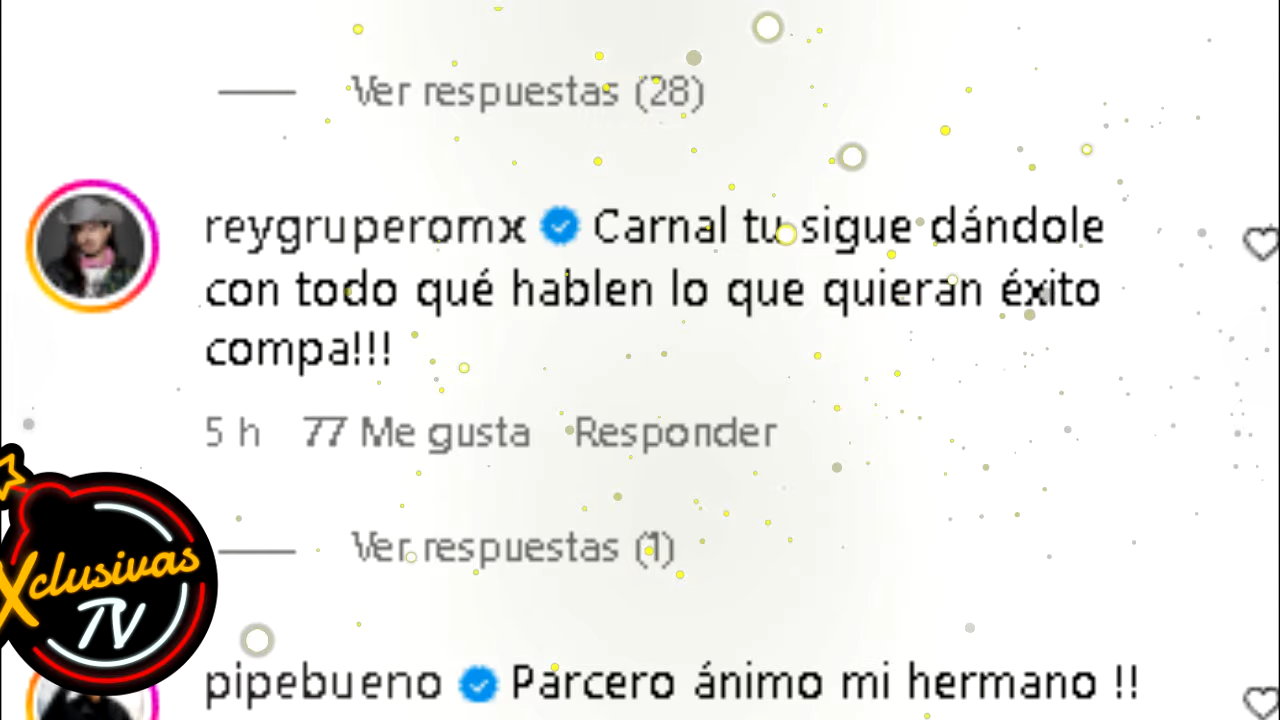 Ver respuestas (28)
reygruperomx Carnal tu sigue dándole
con todo qué hablen lo que quieran éxito
compa!!!
5 h 77 Me gusta Responder
Ver respuestas (1)
Xclusivas
TV
pipebueno Parcero ánimo mi hermano !!